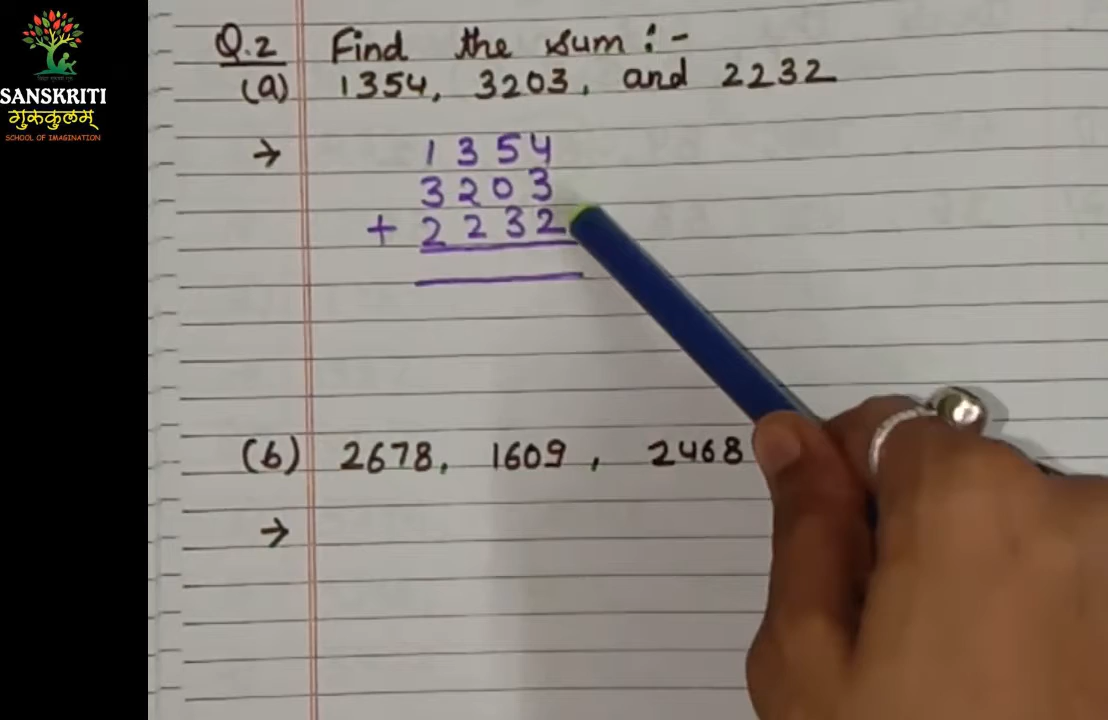 SANSKRITI
गुरुकुलम्
SCHOOL OF IMAGINATION
Q.2 Find the sum :-
(a) 1354, 3203, and 2232
→ 1354
3203
+ 2232
(b) 2678, 1609, 2468
→